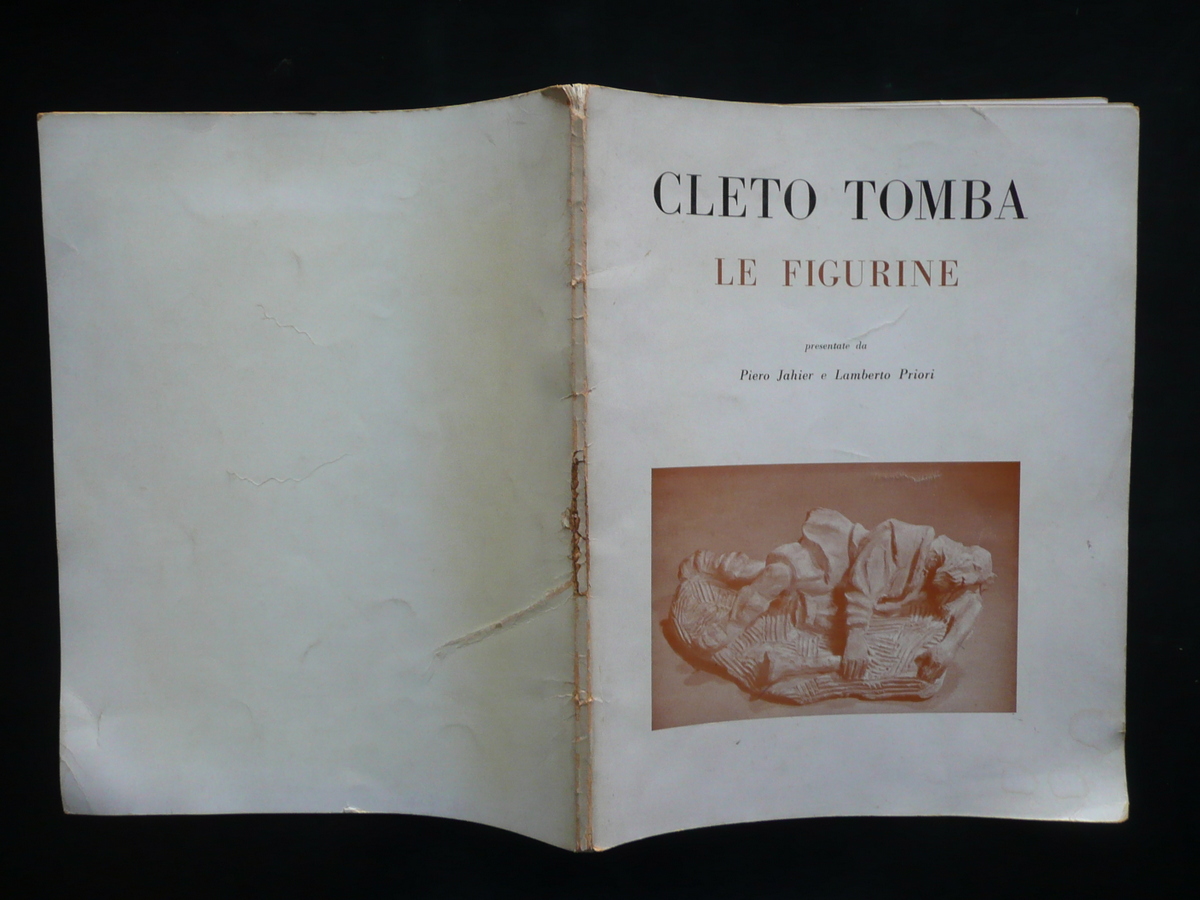 CLETO TOMBA
LE FIGURINE
presentate da
Piero Jahier e Lamberto Priori